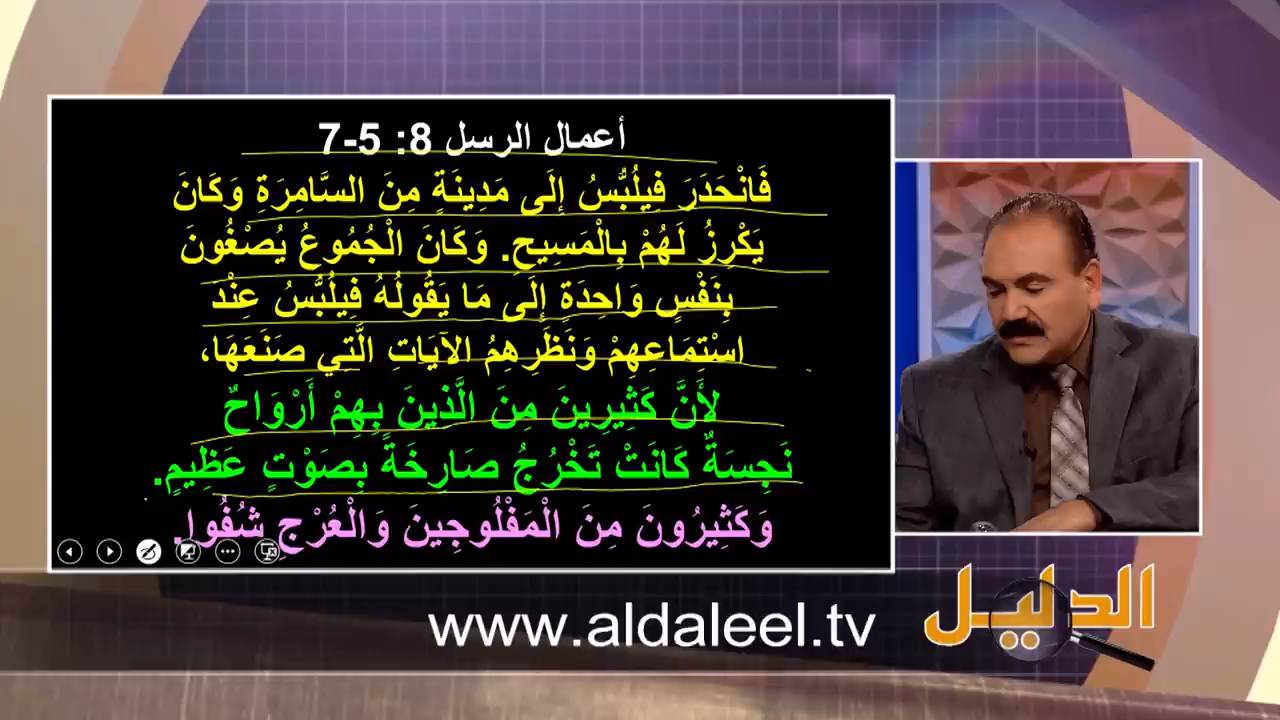 أعمال الرسل 8: 5-7
فَانْحَدَرَ فِيلُبُّسُ إِلَى مَدِينَةٍ مِنَ السَّامِرَةِ وَكَانَ
يَكْرِزُ لَهُمْ بِالْمَسِيحِ. وَكَانَ الْجُمُوعُ يُصْغُونَ
بِنَفْسٍ وَاحِدَةٍ إِلَى مَا يَقُولُهُ فِيلُبُّسُ عِنْدَ
اسْتِمَاعِهِمْ وَنَظَرِهِمُ الآيَاتِ الَّتِي صَنَعَهَا،
لأَنَّ كَثِيرِينَ مِنَ الَّذِينَ بِهِمْ أَرْوَاحٌ
نَجِسَةٌ كَانَتْ تَخْرُجُ صَارِخَةً بِصَوْتٍ عَظِيمٍ.
وَكَثِيرُونَ مِنَ الْمَفْلُوجِينَ وَالْعُرْجِ شُفُوا.
الدليل
www.aldaleel.tv